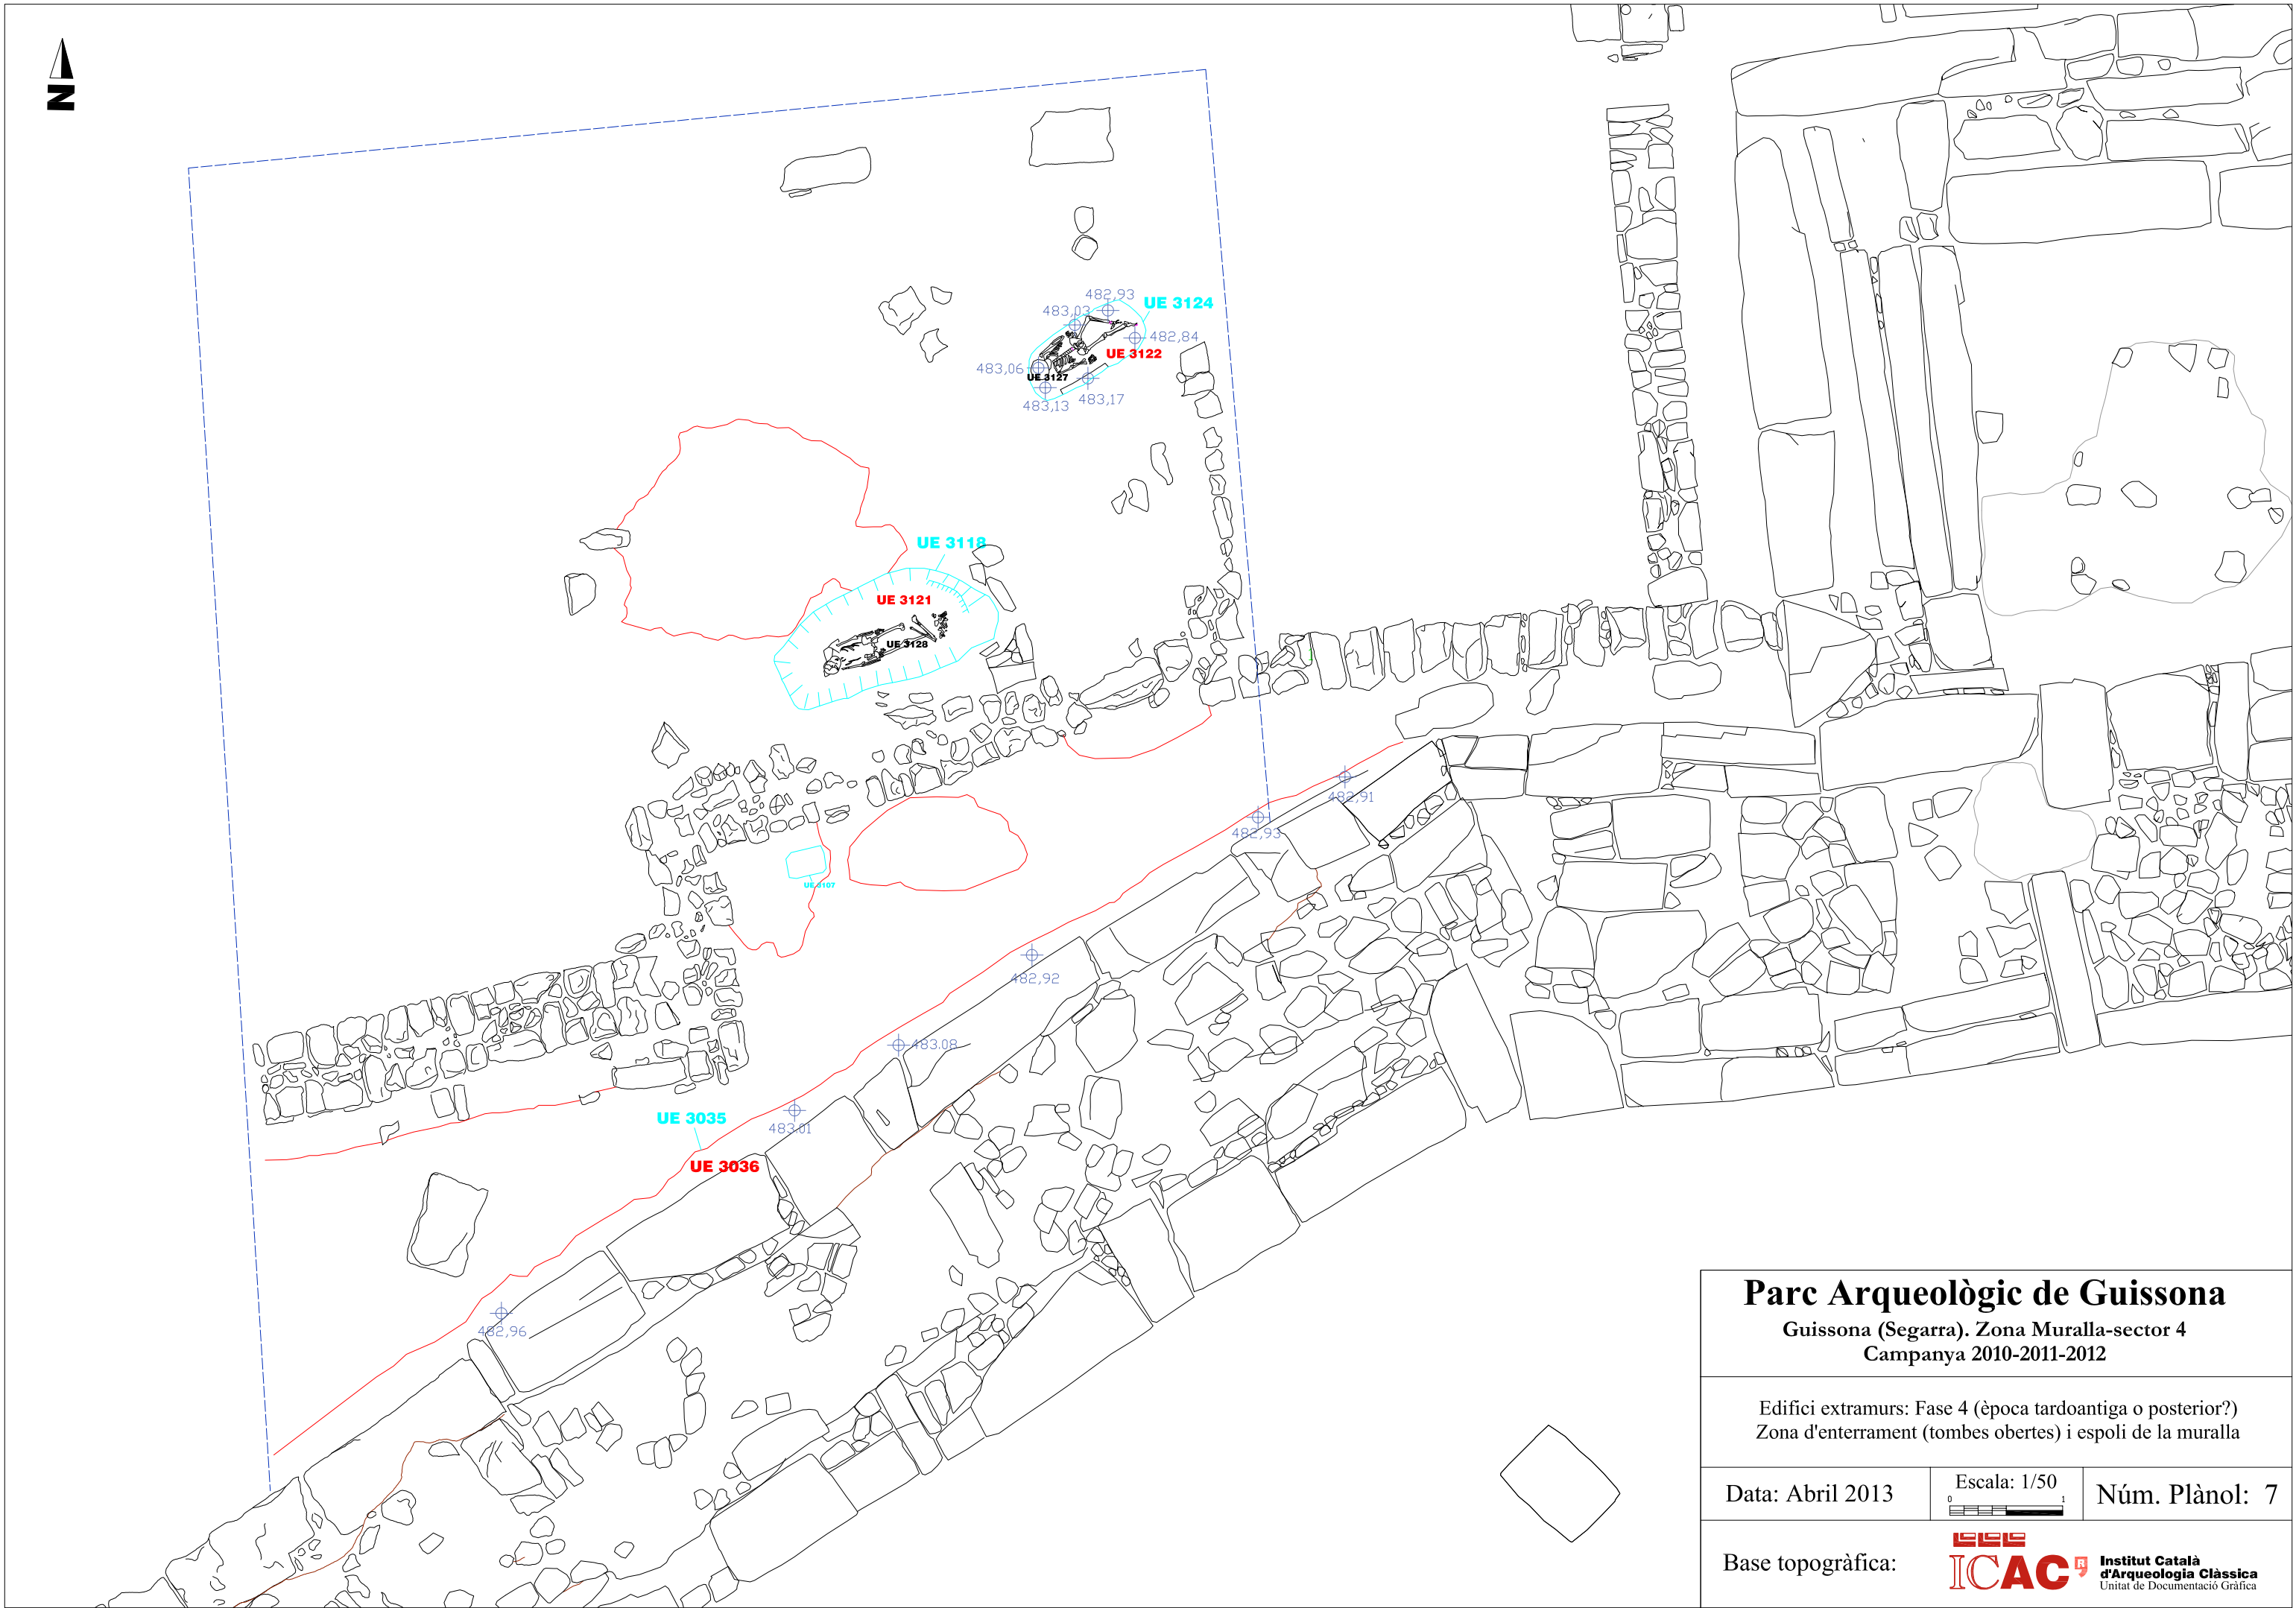 N
482,93
UE 3124
483,03
482,84
UE 3122
483,06
UE 3127
483,13
483,17
UE 3118
UE 3121
UE 3128
482,91
482,93
UE 3107
482,92
483.08
UE 3035
483.01
UE 3036
482,96
Parc Arqueològic de Guissona
Guissona (Segarra). Zona Muralla-sector 4
Campanya 2010-2011-2012
Edifici extramurs: Fase 4 (època tardoantiga o posterior?)
Zona d'enterrament (tombes obertes) i espoli de la muralla
Data: Abril 2013
Escala: 1/50
0 1
Núm. Plànol: 7
Base topogràfica:
ICAC
R
Institut Català
d'Arqueologia Clàssica
Unitat de Documentació Gràfica